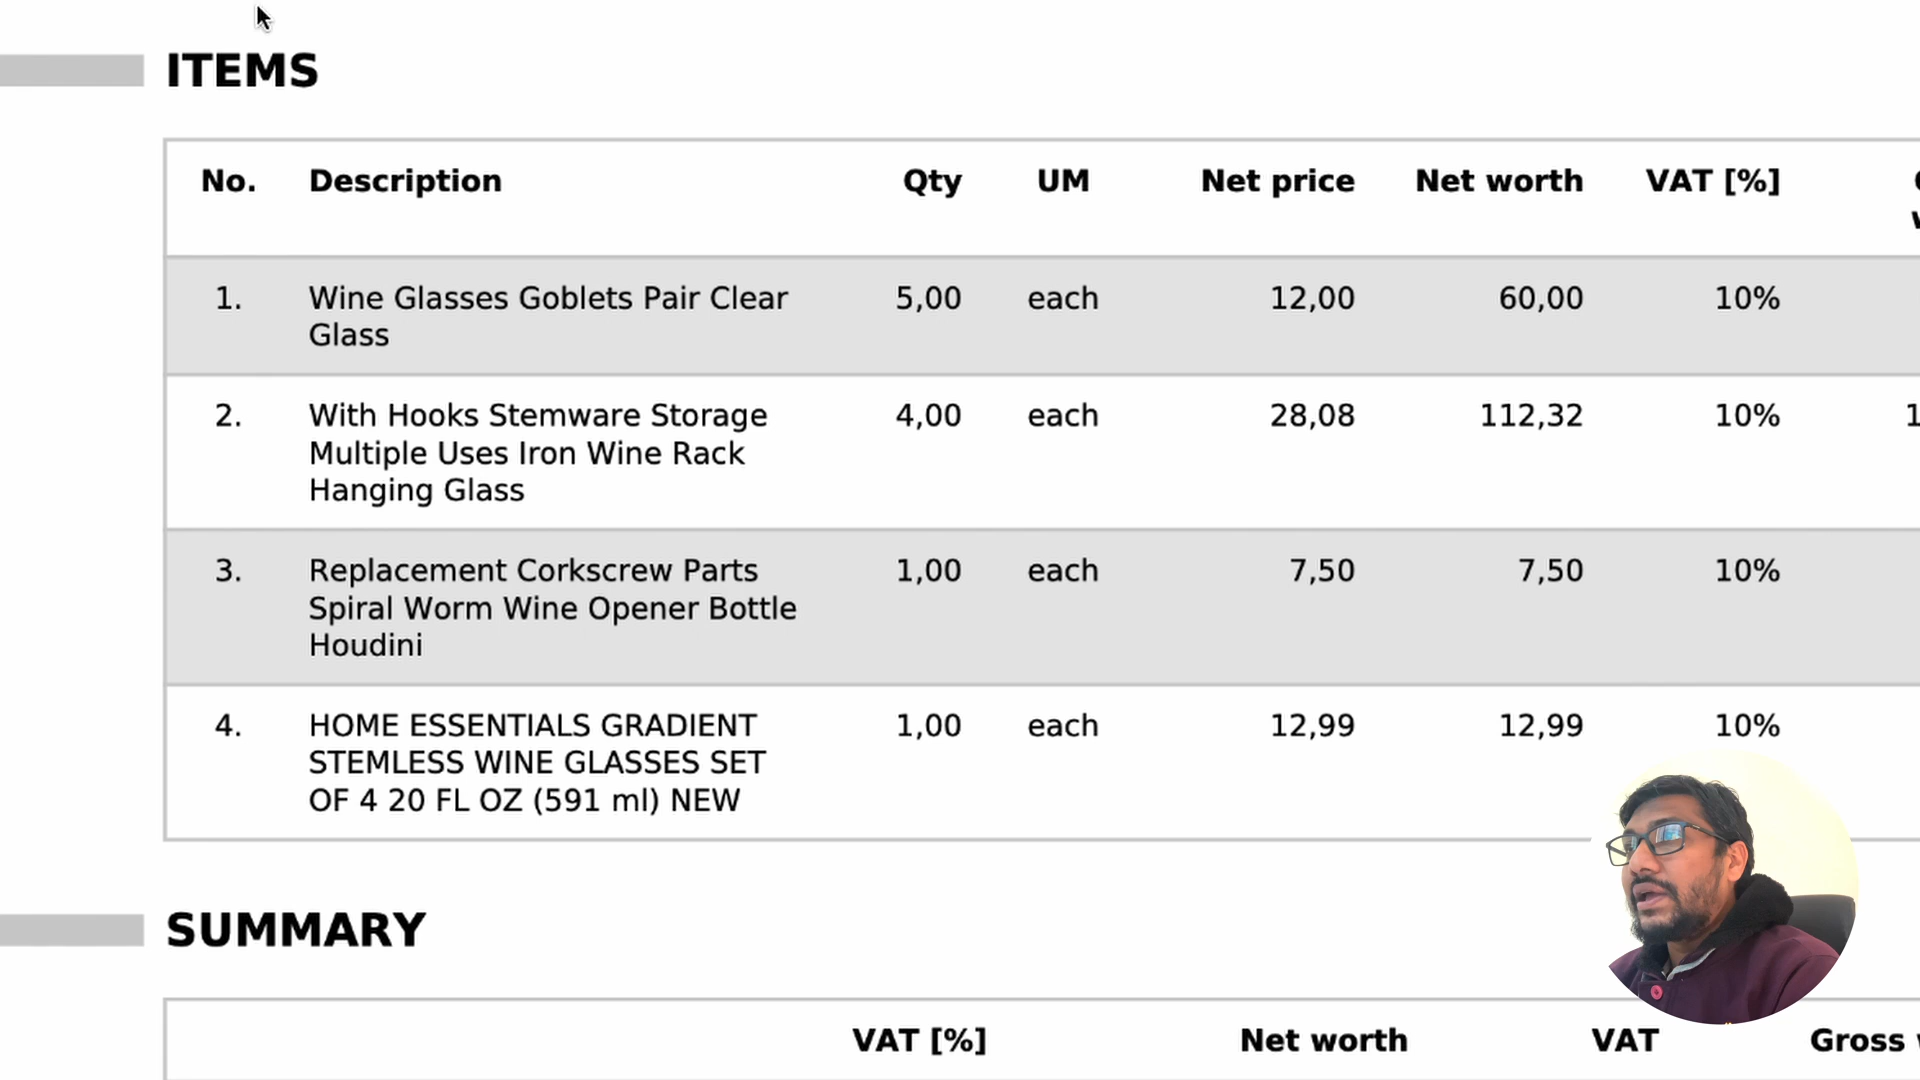 ITEMS
No. Description Qty UM Net price Net worth VAT [%]
1. Wine Glasses Goblets Pair Clear 5,00 each 12,00 60,00 10%
Glass
2. With Hooks Stemware Storage 4,00 each 28,08 112,32 10%
Multiple Uses Iron Wine Rack
Hanging Glass
3. Replacement Corkscrew Parts 1,00 each 7,50 7,50 10%
Spiral Worm Wine Opener Bottle
Houdini
4. HOME ESSENTIALS GRADIENT 1,00 each 12,99 12,99 10%
STEMLESS WINE GLASSES SET
OF 4 20 FL OZ (591 ml) NEW
SUMMARY
VAT [%] Net worth VAT Gross